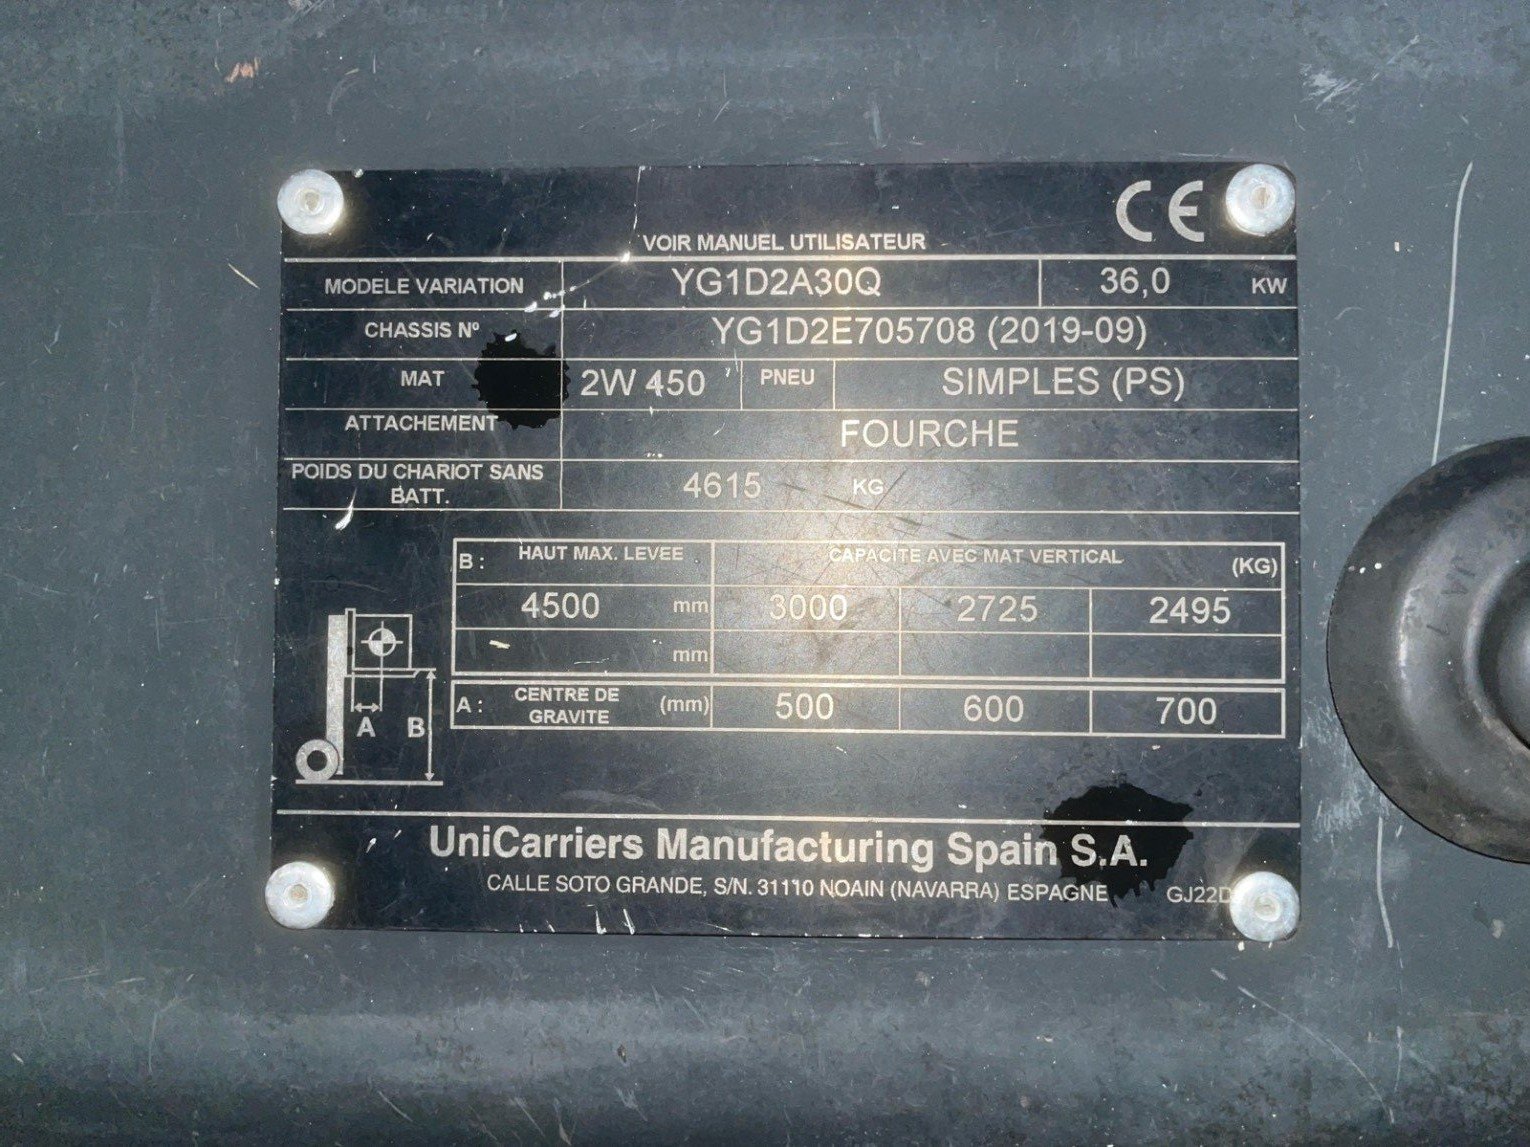 CE
VOIR MANUEL UTILISATEUR
MODELE VARIATION YG1D2A30Q 36,0 KW
CHASSIS Nº YG1D2E705708 (2019-09)
MAT 2W 450 PNEU SIMPLES (PS)
ATTACHEMENT FOURCHE
POIDS DU CHARIOT SANS BATT. 4615 KG
B : HAUT MAX. LEVEE CAPACITE AVEC MAT VERTICAL (KG)
4500 mm 3000 2725 2495
mm
A : CENTRE DE GRAVITE (mm) 500 600 700
A B
UniCarriers Manufacturing Spain S.A.
CALLE SOTO GRANDE, S/N. 31110 NOAIN (NAVARRA) ESPAGNE GJ22D